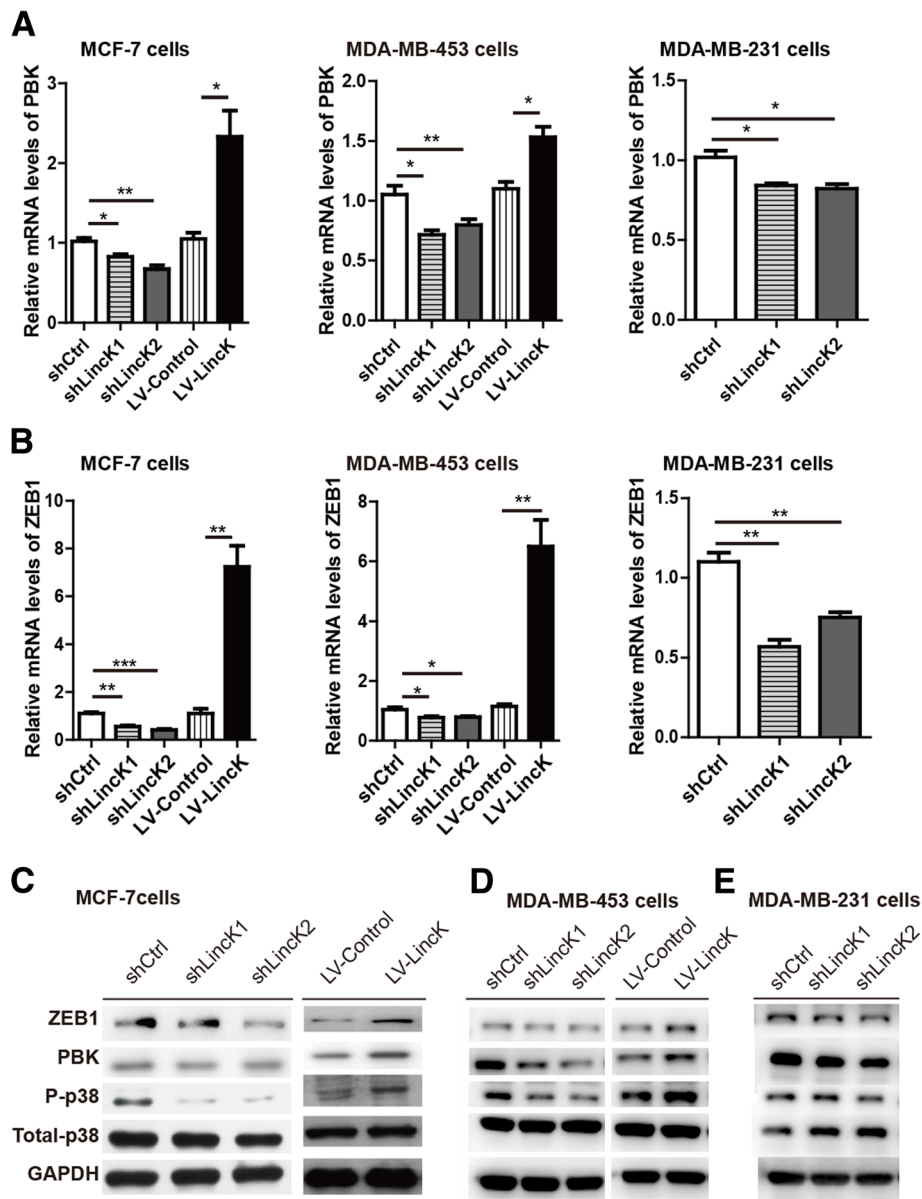 A
MCF-7 cells
Relative mRNA levels of PBK
3
2
1
0
*
**
*
shCtrl
shLincK1
shLincK2
LV-Control
LV-LincK
MDA-MB-453 cells
Relative mRNA levels of PBK
2.0
1.5
1.0
0.5
0.0
*
**
*
shCtrl
shLincK1
shLincK2
LV-Control
LV-LincK
MDA-MB-231 cells
Relative mRNA levels of PBK
1.5
1.0
0.5
0.0
*
*
shCtrl
shLincK1
shLincK2
B
MCF-7 cells
Relative mRNA levels of ZEB1
10
8
6
4
2
0
**
***
**
shCtrl
shLincK1
shLincK2
LV-Control
LV-LincK
MDA-MB-453 cells
Relative mRNA levels of ZEB1
8
6
4
2
0
**
*
*
shCtrl
shLincK1
shLincK2
LV-Control
LV-LincK
MDA-MB-231 cells
Relative mRNA levels of ZEB1
1.5
1.0
0.5
0.0
**
**
shCtrl
shLincK1
shLincK2
C
MCF-7cells
shCtrl
shLincK1
shLincK2
LV-Control
LV-LincK
ZEB1
PBK
P-p38
Total-p38
GAPDH
D
MDA-MB-453 cells
shCtrl
shLincK1
shLincK2
LV-Control
LV-LincK
E
MDA-MB-231 cells
shCtrl
shLincK1
shLincK2